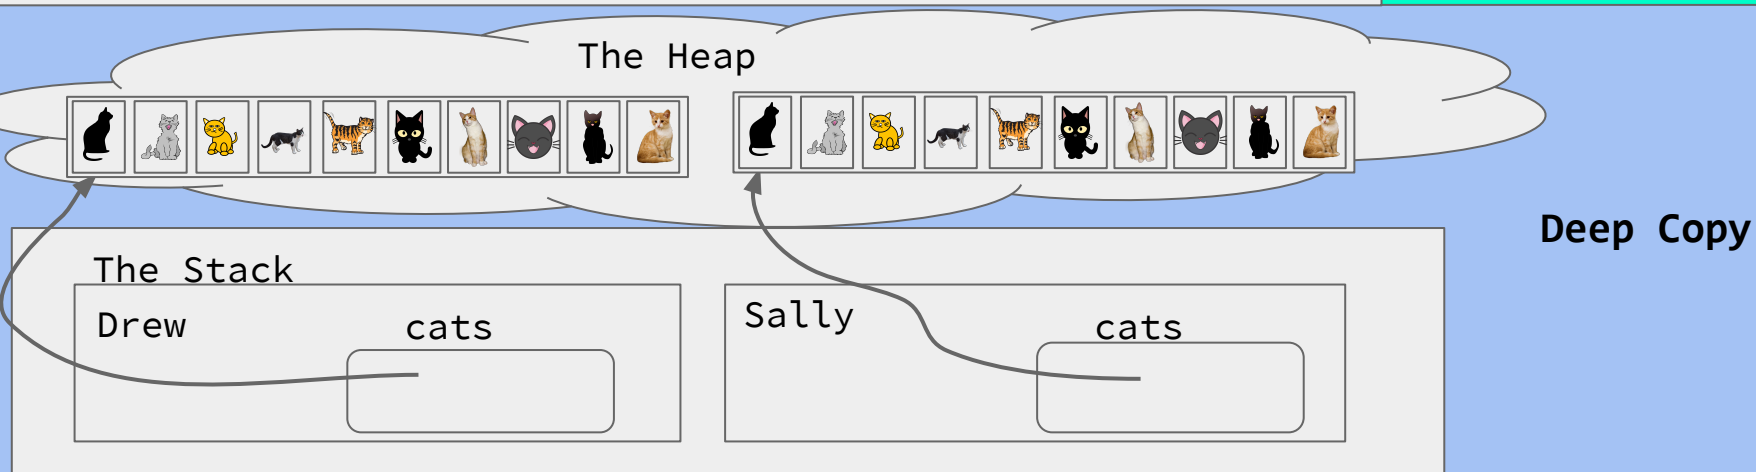 The Heap
Deep Copy
The Stack
Drew
cats
Sally
cats